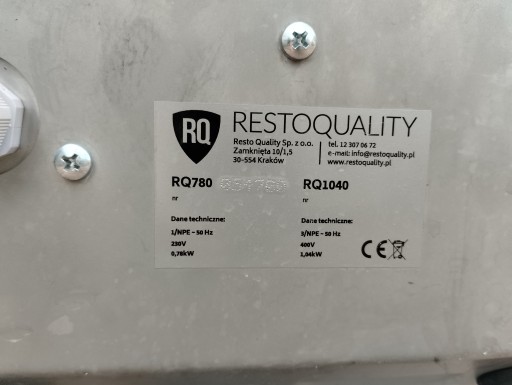 RQ RESTOQUALITY
Resto Quality Sp. z o.o.
Zamknięta 10/1,5
30-554 Kraków
tel. 12 307 06 72
e-mail: info@restoquality.pl
www.restoquality.pl
RQ780
nr
Dane techniczne:
1/NPE ~ 50 Hz
230V
0,78kW
RQ1040
nr
Dane techniczne:
3/NPE ~ 50 Hz
400V
1,04kW
CE